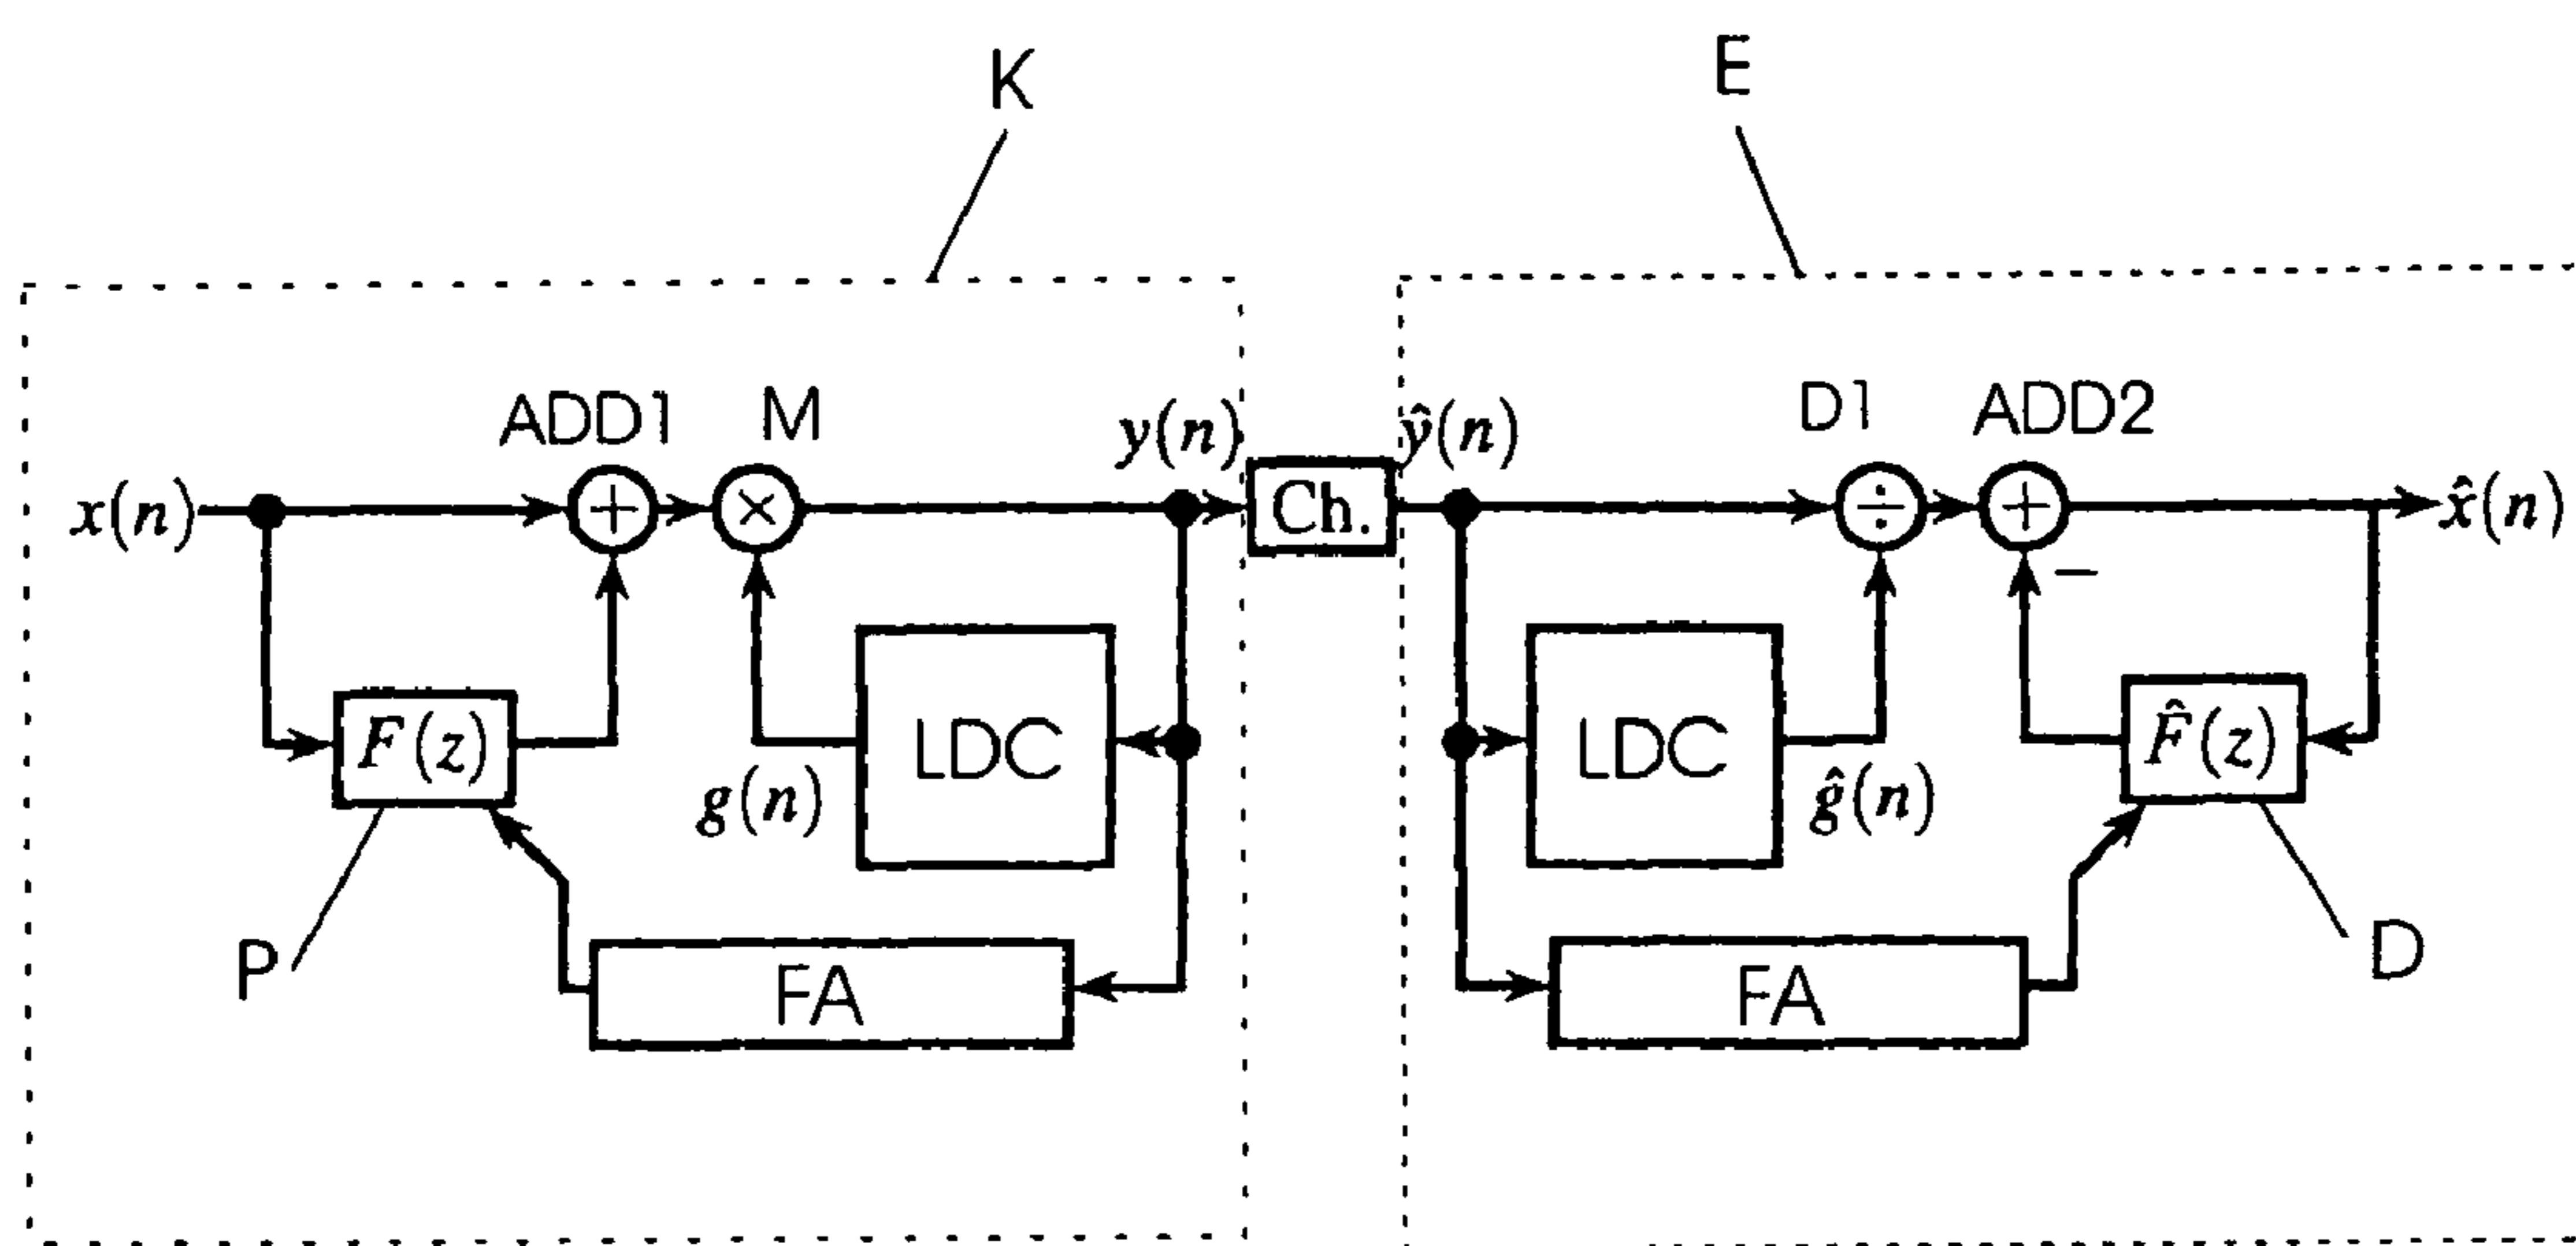 K
E
ADD1
M
y(n)
ŷ(n)
D1
ADD2
x(n)
+
×
Ch.
÷
+
x̂(n)
−
F(z)
LDC
LDC
F̂(z)
g(n)
ĝ(n)
P
FA
FA
D